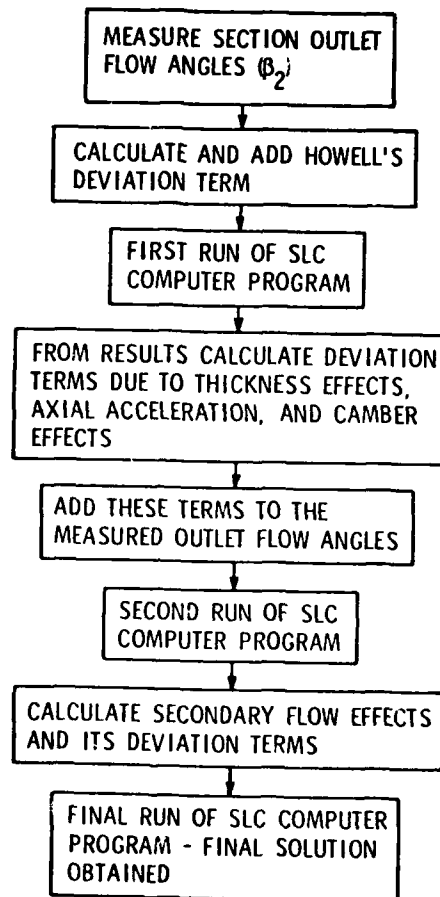 MEASURE SECTION OUTLET
FLOW ANGLES (β2)
CALCULATE AND ADD HOWELL'S
DEVIATION TERM
FIRST RUN OF SLC
COMPUTER PROGRAM
FROM RESULTS CALCULATE DEVIATION
TERMS DUE TO THICKNESS EFFECTS,
AXIAL ACCELERATION, AND CAMBER
EFFECTS
ADD THESE TERMS TO THE
MEASURED OUTLET FLOW ANGLES
SECOND RUN OF SLC
COMPUTER PROGRAM
CALCULATE SECONDARY FLOW EFFECTS
AND ITS DEVIATION TERMS
FINAL RUN OF SLC COMPUTER
PROGRAM - FINAL SOLUTION
OBTAINED